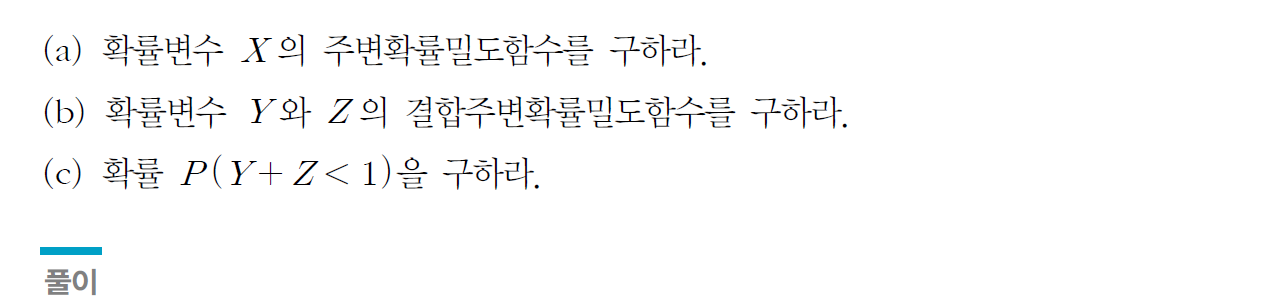 (a) 확률변수 X의 주변확률밀도함수를 구하라.
(b) 확률변수 Y와 Z의 결합주변확률밀도함수를 구하라.
(c) 확률 P(Y+Z<1)을 구하라.
풀이